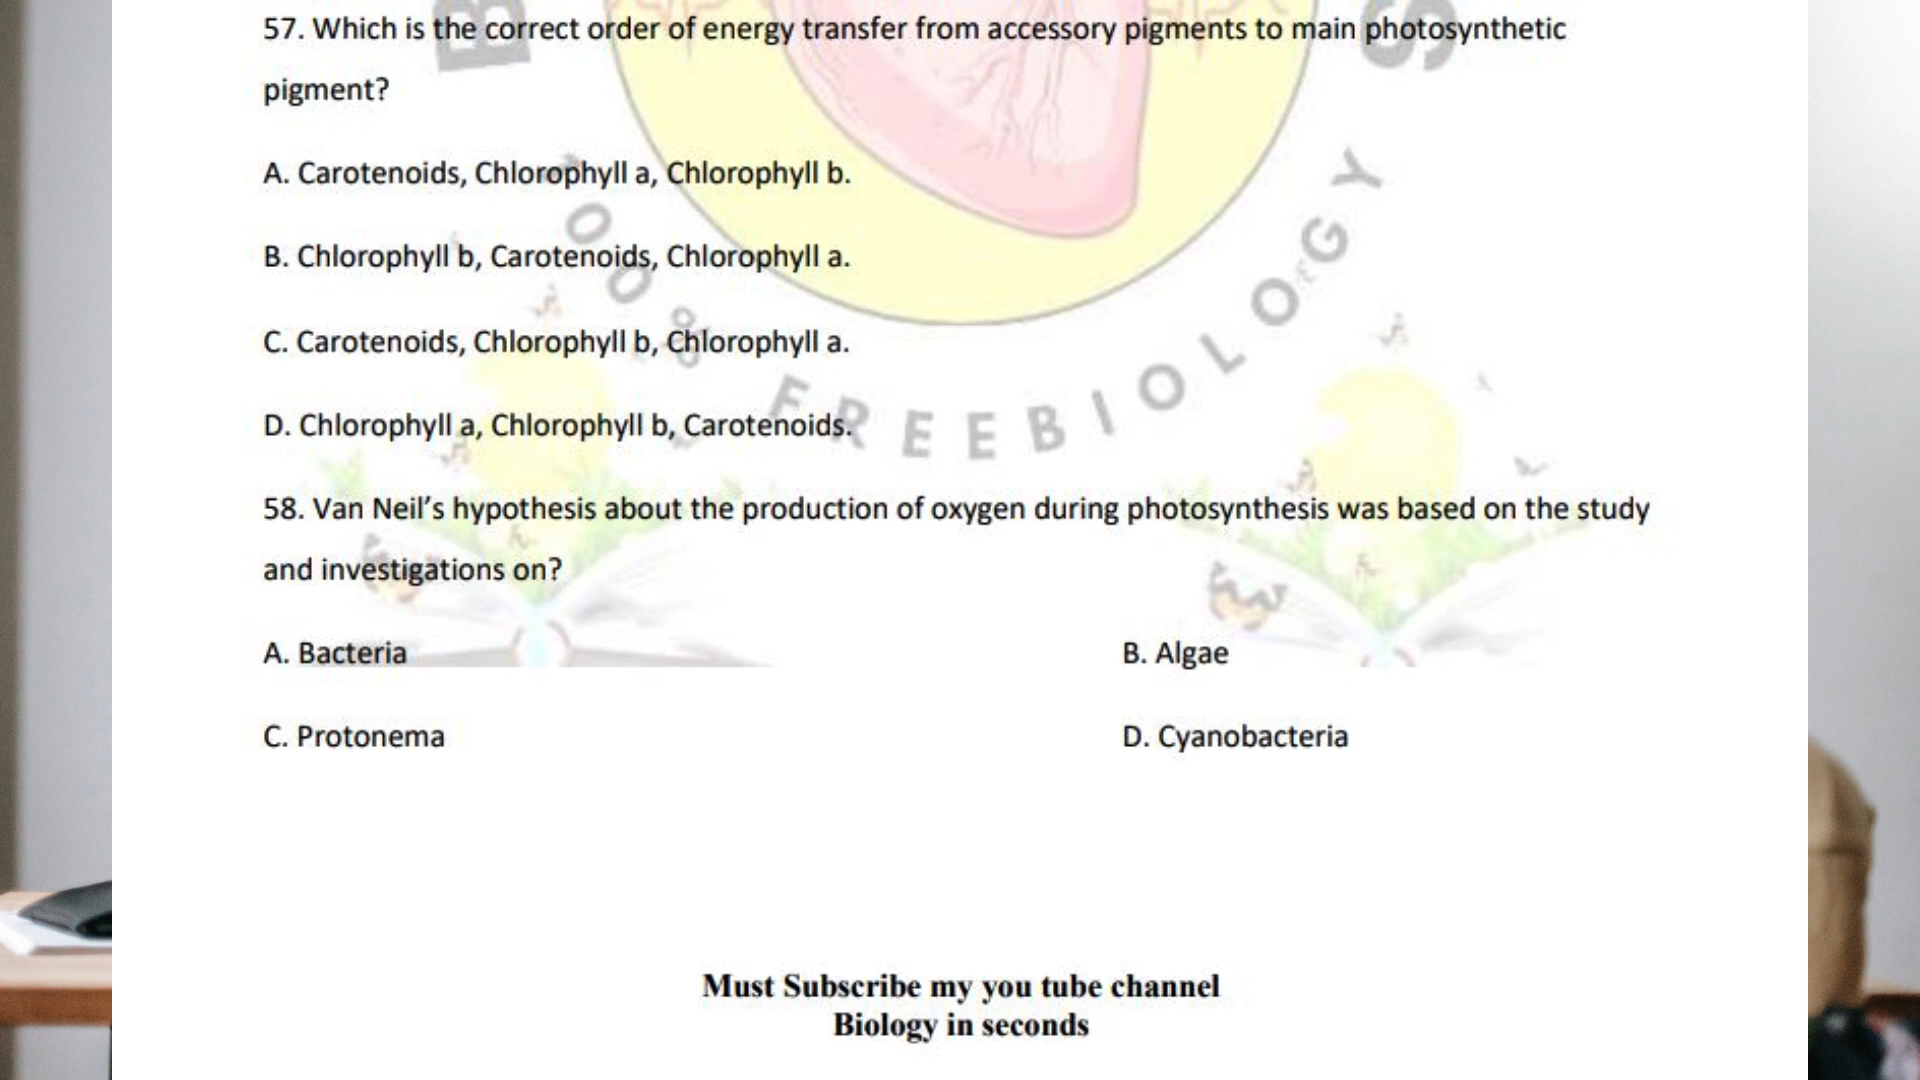 57. Which is the correct order of energy transfer from accessory pigments to main photosynthetic
pigment?
A. Carotenoids, Chlorophyll a, Chlorophyll b.
B. Chlorophyll b, Carotenoids, Chlorophyll a.
C. Carotenoids, Chlorophyll b, Chlorophyll a.
D. Chlorophyll a, Chlorophyll b, Carotenoids.
FREEBIOLOGY
58. Van Neil’s hypothesis about the production of oxygen during photosynthesis was based on the study
and investigations on?
A. Bacteria
B. Algae
C. Protonema
D. Cyanobacteria
Must Subscribe my you tube channel
Biology in seconds